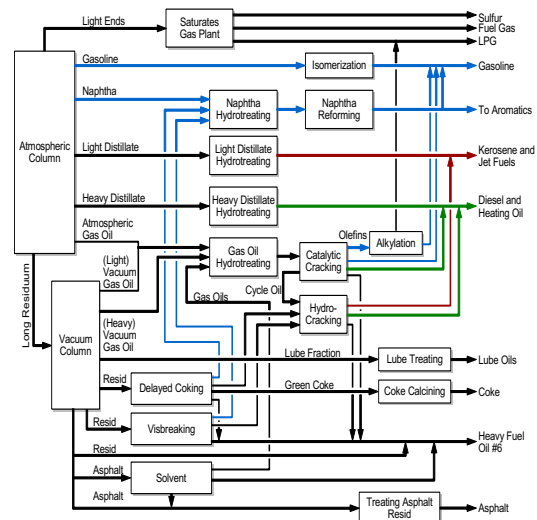 Light Ends
Saturates
Gas Plant
Sulfur
Fuel Gas
LPG
Gasoline
Isomerization
Gasoline
Naphtha
Naphtha
Hydrotreating
Naphtha
Reforming
To Aromatics
Atmospheric
Column
Light Distillate
Light Distillate
Hydrotreating
Kerosene and
Jet Fuels
Heavy Distillate
Heavy Distillate
Hydrotreating
Diesel and
Heating Oil
Atmospheric
Gas Oil
Gas Oil
Hydrotreating
Catalytic
Cracking
Olefins
Alkylation
(Light)
Vacuum
Gas Oil
Gas Oils
Cycle Oil
Hydro-
Cracking
Long Residuum
Vacuum
Column
(Heavy)
Vacuum
Gas Oil
Lube Fraction
Lube Treating
Lube Oils
Resid
Delayed Coking
Green Coke
Coke Calcining
Coke
Resid
Visbreaking
Resid
Heavy Fuel
Oil #6
Asphalt
Solvent
Asphalt
Treating Asphalt
Resid
Asphalt